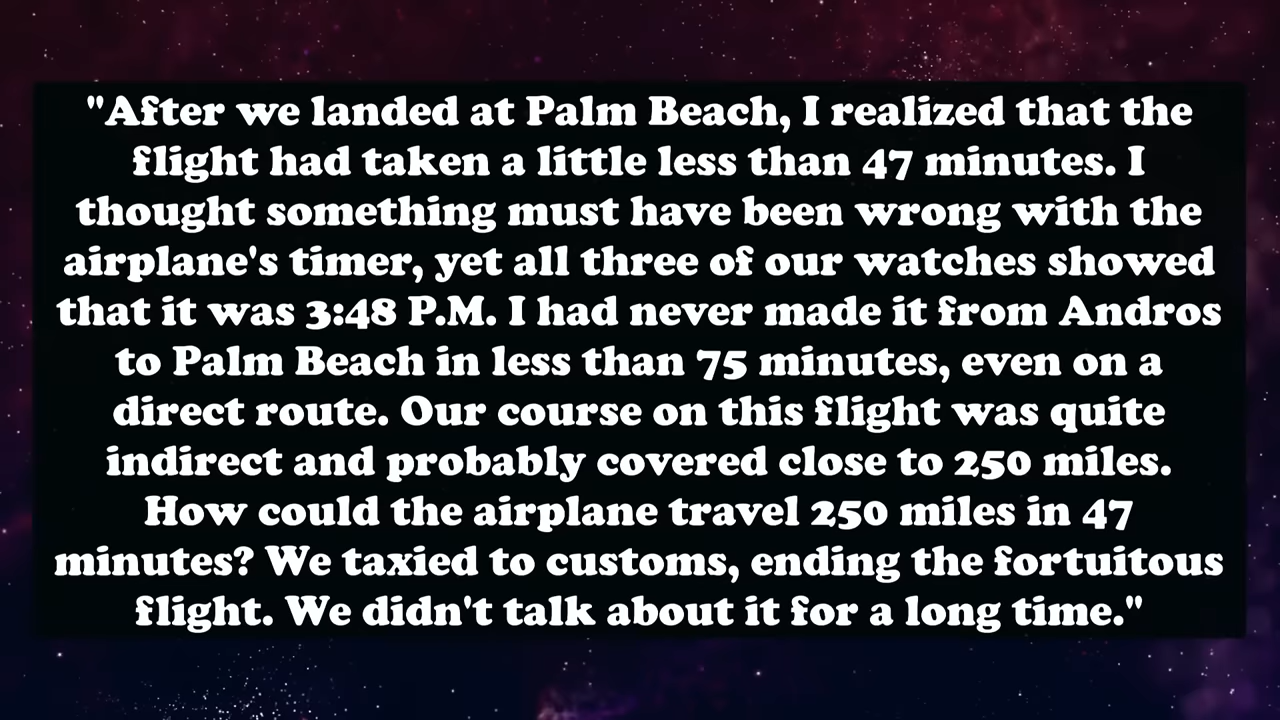 "After we landed at Palm Beach, I realized that the
flight had taken a little less than 47 minutes. I
thought something must have been wrong with the
airplane's timer, yet all three of our watches showed
that it was 3:48 P.M. I had never made it from Andros
to Palm Beach in less than 75 minutes, even on a
direct route. Our course on this flight was quite
indirect and probably covered close to 250 miles.
How could the airplane travel 250 miles in 47
minutes? We taxied to customs, ending the fortuitous
flight. We didn't talk about it for a long time."